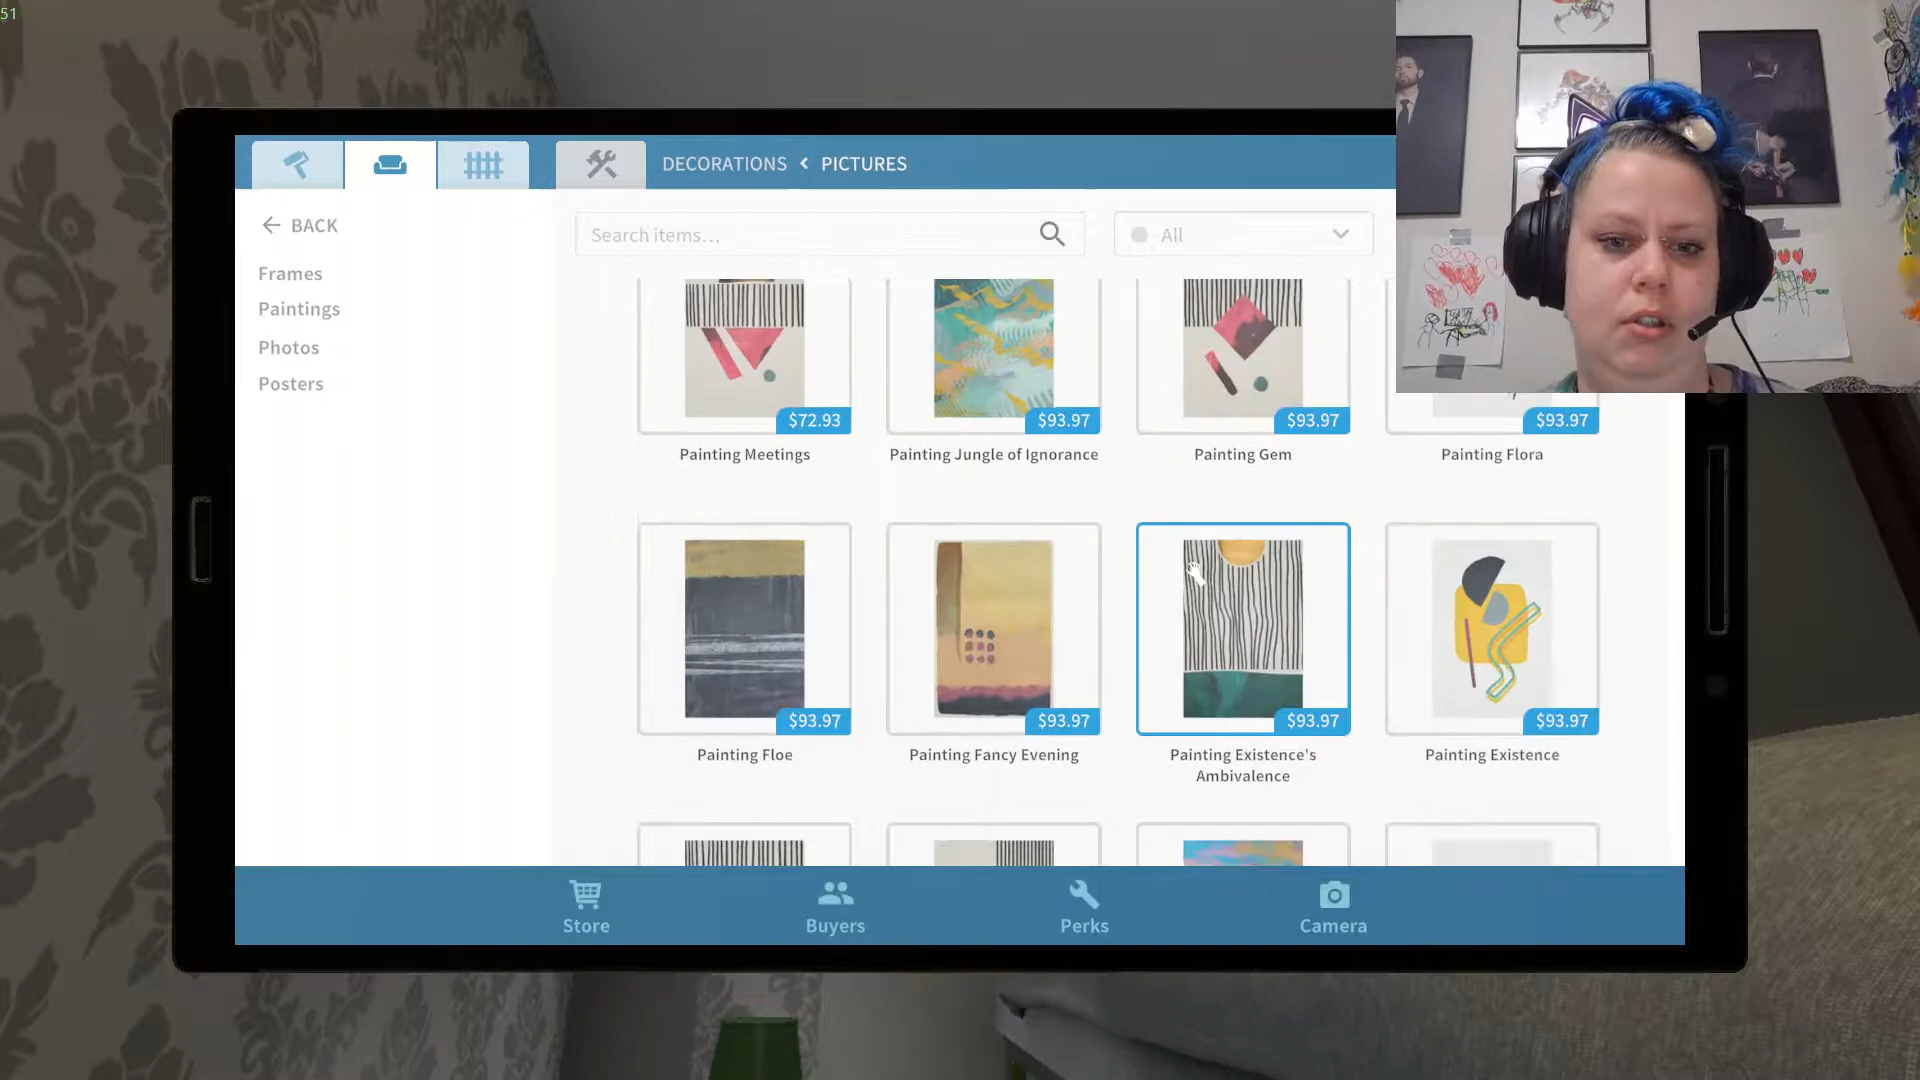 51
DECORATIONS < PICTURES
BACK
Search items...
All
Frames
Paintings
Photos
Posters
$72.93
$93.97
$93.97
$93.97
Painting Meetings
Painting Jungle of Ignorance
Painting Gem
Painting Flora
$93.97
$93.97
$93.97
$93.97
Painting Floe
Painting Fancy Evening
Painting Existence's
Ambivalence
Painting Existence
Store
Buyers
Perks
Camera